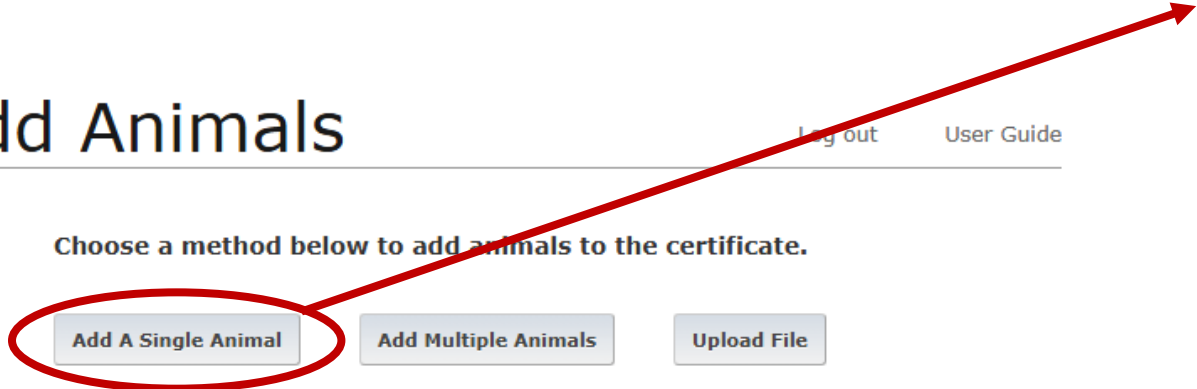 dd Animals
Log out User Guide
Choose a method below to add animals to the certificate.
Add A Single Animal Add Multiple Animals Upload File